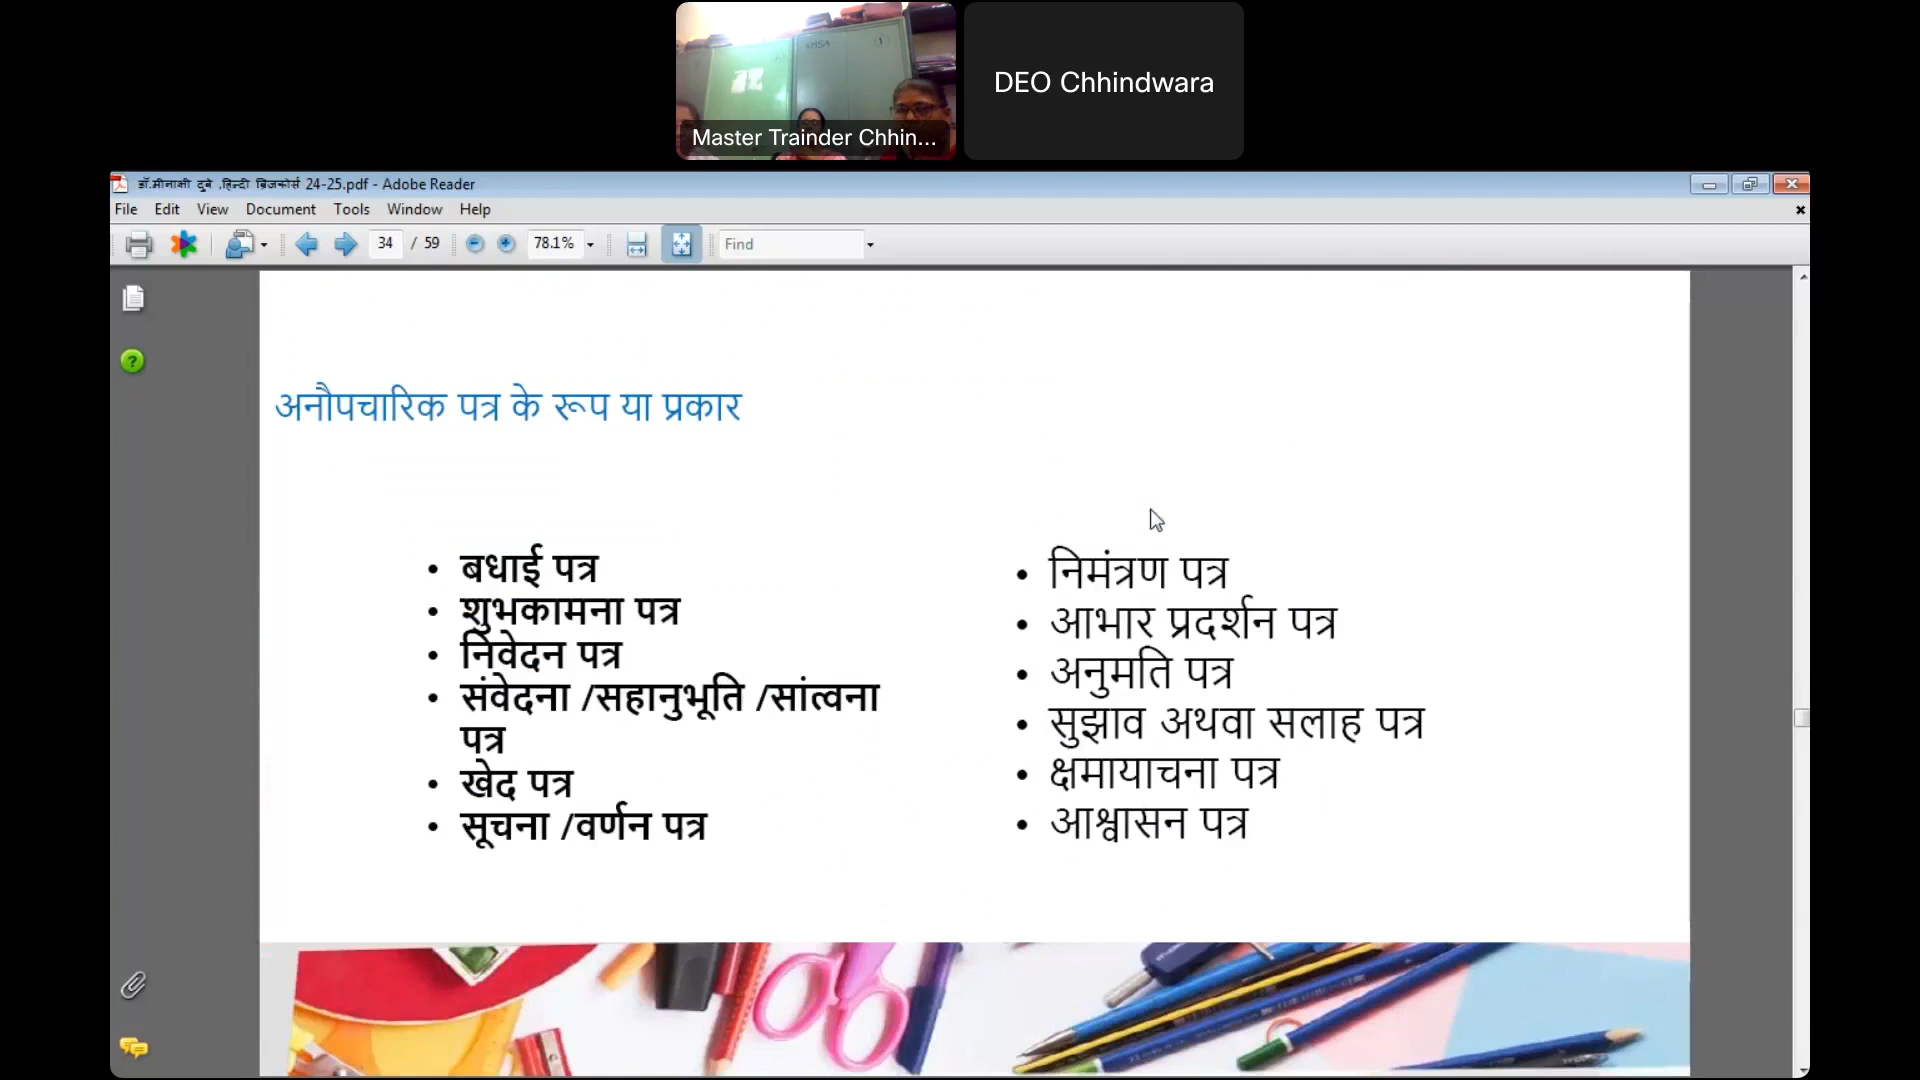 RMSA
1
Master Trainder Chhin...
DEO Chhindwara
डॉ.मीनाक्षी दुबे ,हिन्दी ब्रिजकोर्स 24-25.pdf - Adobe Reader
File Edit View Document Tools Window Help
34 / 59 78.1% Find
अनौपचारिक पत्र के रूप या प्रकार
• बधाई पत्र
• शुभकामना पत्र
• निवेदन पत्र
• संवेदना /सहानुभूति /सांत्वना
पत्र
• खेद पत्र
• सूचना /वर्णन पत्र
• निमंत्रण पत्र
• आभार प्रदर्शन पत्र
• अनुमति पत्र
• सुझाव अथवा सलाह पत्र
• क्षमायाचना पत्र
• आश्वासन पत्र